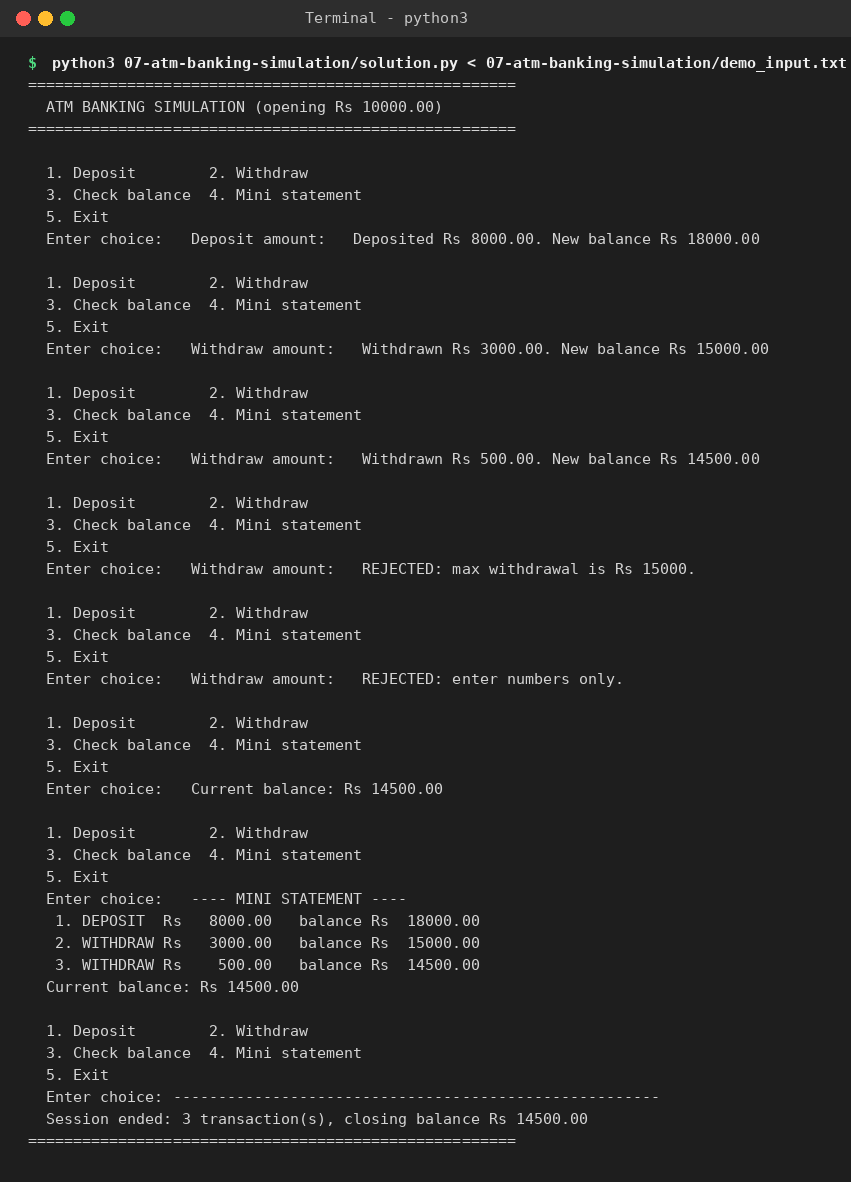 Terminal - python3
$ python3 07-atm-banking-simulation/solution.py < 07-atm-banking-simulation/demo_input.txt
======================================================
  ATM BANKING SIMULATION (opening Rs 10000.00)
======================================================

  1. Deposit        2. Withdraw
  3. Check balance  4. Mini statement
  5. Exit
  Enter choice:   Deposit amount:   Deposited Rs 8000.00. New balance Rs 18000.00

  1. Deposit        2. Withdraw
  3. Check balance  4. Mini statement
  5. Exit
  Enter choice:   Withdraw amount:   Withdrawn Rs 3000.00. New balance Rs 15000.00

  1. Deposit        2. Withdraw
  3. Check balance  4. Mini statement
  5. Exit
  Enter choice:   Withdraw amount:   Withdrawn Rs 500.00. New balance Rs 14500.00

  1. Deposit        2. Withdraw
  3. Check balance  4. Mini statement
  5. Exit
  Enter choice:   Withdraw amount:   REJECTED: max withdrawal is Rs 15000.

  1. Deposit        2. Withdraw
  3. Check balance  4. Mini statement
  5. Exit
  Enter choice:   Withdraw amount:   REJECTED: enter numbers only.

  1. Deposit        2. Withdraw
  3. Check balance  4. Mini statement
  5. Exit
  Enter choice:   Current balance: Rs 14500.00

  1. Deposit        2. Withdraw
  3. Check balance  4. Mini statement
  5. Exit
  Enter choice:   ---- MINI STATEMENT ----
   1. DEPOSIT  Rs   8000.00   balance Rs  18000.00
   2. WITHDRAW Rs   3000.00   balance Rs  15000.00
   3. WITHDRAW Rs    500.00   balance Rs  14500.00
  Current balance: Rs 14500.00

  1. Deposit        2. Withdraw
  3. Check balance  4. Mini statement
  5. Exit
  Enter choice: ------------------------------------------------------
  Session ended: 3 transaction(s), closing balance Rs 14500.00
======================================================